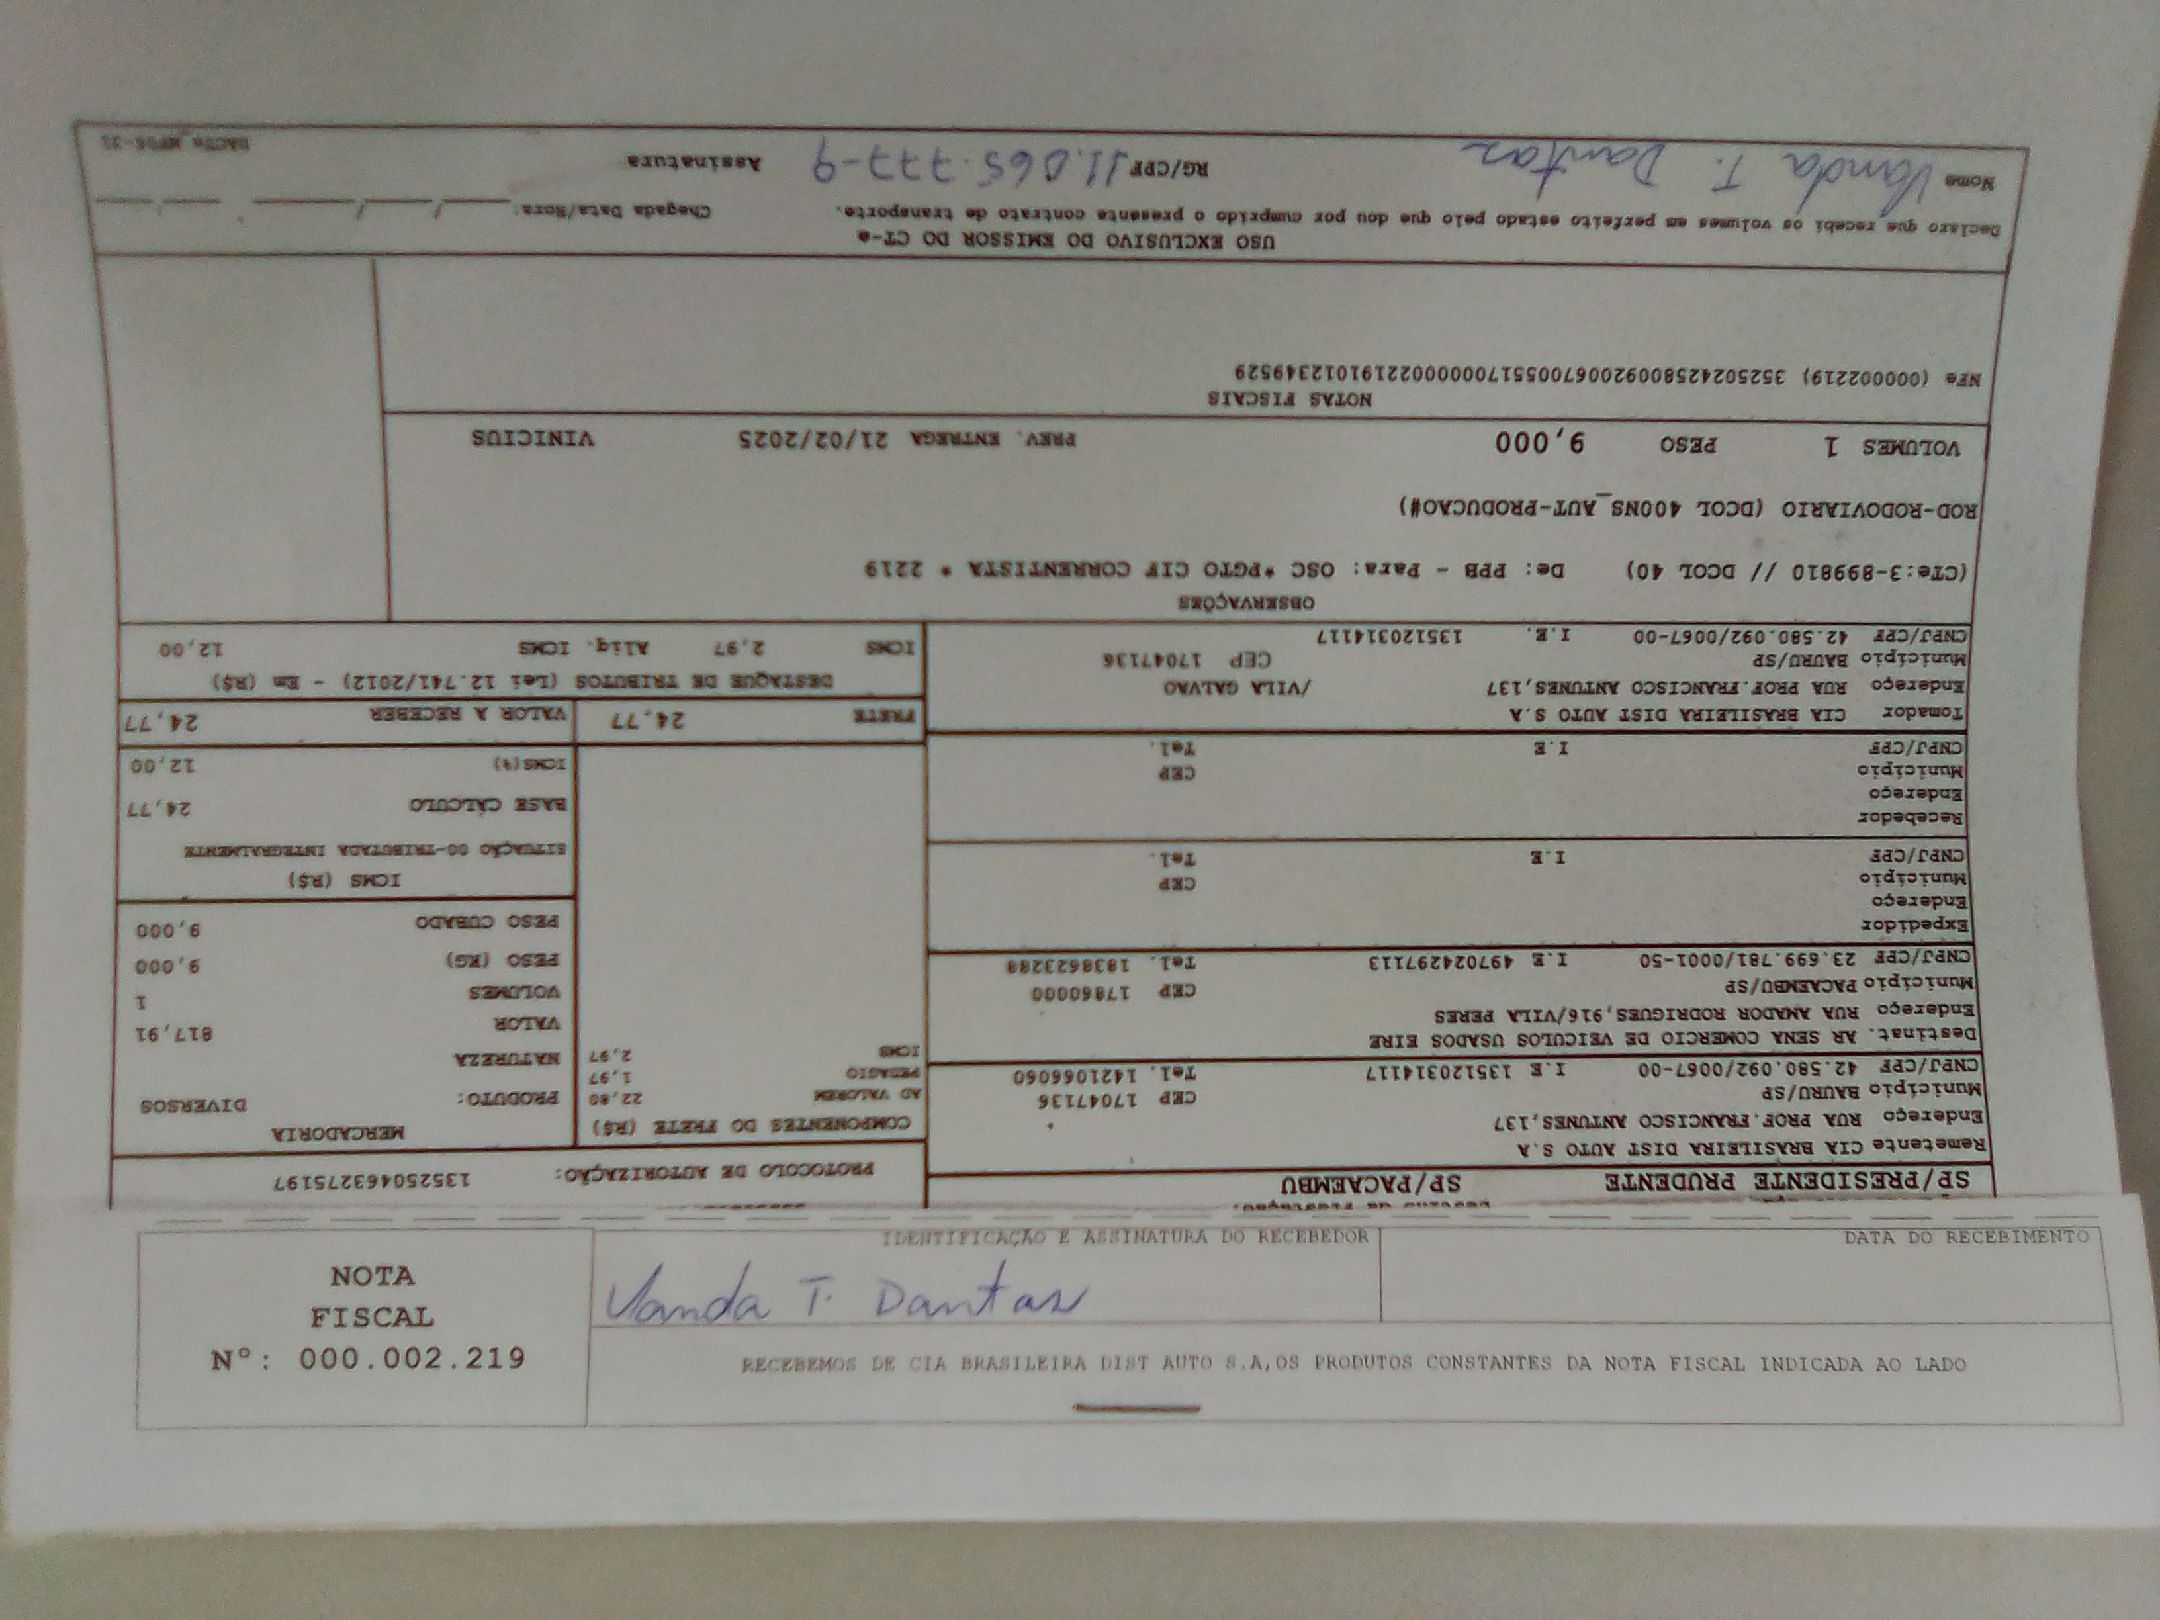 SP/PRESIDENTE PRUDENTE SP/PACAEMBU
Remetente CIA BRASILEIRA DIST AUTO S.A
Endereço RUA PROF.FRANCISCO ANTUNES,137
Município BAURU/SP CEP 17047136
CNPJ/CPF 42.580.092/0067-00 I.E 135120314117 Tel. 1421066060
Destinat. AR SENA COMERCIO DE VEICULOS USADOS EIRE
Endereço RUA AMADOR RODRIGUES,916/VILA PERES
Município PACAEMBU/SP CEP 17860000
CNPJ/CPF 23.699.781/0001-50 I.E 497024297113 Tel. 1838623288
Expedidor
Endereço
Município CEP
CNPJ/CPF I.E Tel.
Recebedor
Endereço
Município CEP
CNPJ/CPF I.E Tel.
Tomador CIA BRASILEIRA DIST AUTO S.A
Endereço RUA PROF.FRANCISCO ANTUNES,137 /VILA GALVAO
Município BAURU/SP CEP 17047136
CNPJ/CPF 42.580.092/0067-00 I.E. 135120314117
PROTOCOLO DE AUTORIZAÇÃO: 135250463275197
COMPONENTES DO FRETE (R$)
AD VALOREM 22,80
PEDAGIO 1,97
ICMS 2,97
MERCADORIA
PRODUTO: DIVERSOS
NATUREZA
VALOR 817,91
VOLUMES 1
PESO (KG) 9,000
PESO CUBADO 9,000
ICMS (R$)
SITUAÇÃO 00-TRIBUTADA INTEGRALMENTE
BASE CÁLCULO 24,77
ICMS(%) 12,00
FRETE 24,77 VALOR A RECEBER 24,77
DESTAQUE DE TRIBUTOS (Lei 12.741/2012) - Em (R$)
ICMS 2,97 Aliq. ICMS 12,00
OBSERVAÇÕES
(CTe:3-899810 // DCOL 40) De: PPB - Para: OSC *PGTO CIF CORRENTISTA * 2219
ROD-RODOVIARIO (DCOL 400NS_AUT-PRODUCAO#)
VOLUMES 1 PESO 9,000 PREV. ENTREGA 21/02/2025 VINICIUS
NOTAS FISCAIS
NFe (000002219) 35250242580092006700551700000022191012349529
USO EXCLUSIVO DO EMISSOR DO CT-e
Declaro que recebi os volumes em perfeito estado pelo que dou por cumprido o presente contrato de transporte. Chegada Data/Hora: / /
Nome Vanda T. Dantas RG/CPF 11.065.777-9 Assinatura
IDENTIFICAÇÃO E ASSINATURA DO RECEBEDOR
DATA DO RECEBIMENTO
Vanda T. Dantas
NOTA
FISCAL
Nº: 000.002.219
RECEBEMOS DE CIA BRASILEIRA DIST AUTO S.A,OS PRODUTOS CONSTANTES DA NOTA FISCAL INDICADA AO LADO